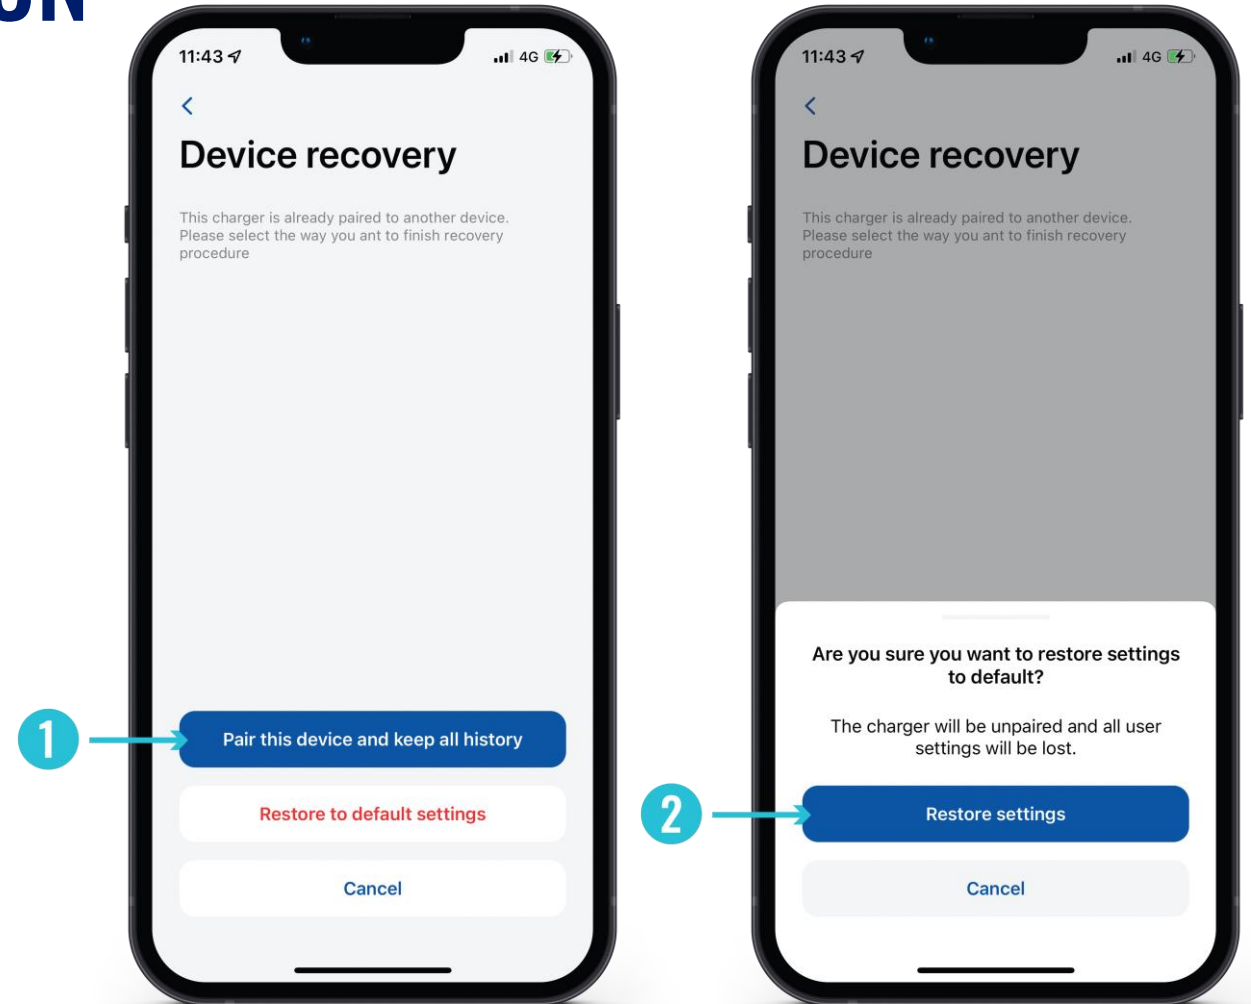 11:43
4G
Device recovery
This charger is already paired to another device.
Please select the way you ant to finish recovery
procedure
1
Pair this device and keep all history
Restore to default settings
Cancel
11:43
4G
Device recovery
This charger is already paired to another device.
Please select the way you ant to finish recovery
procedure
Are you sure you want to restore settings
to default?
The charger will be unpaired and all user
settings will be lost.
2
Restore settings
Cancel